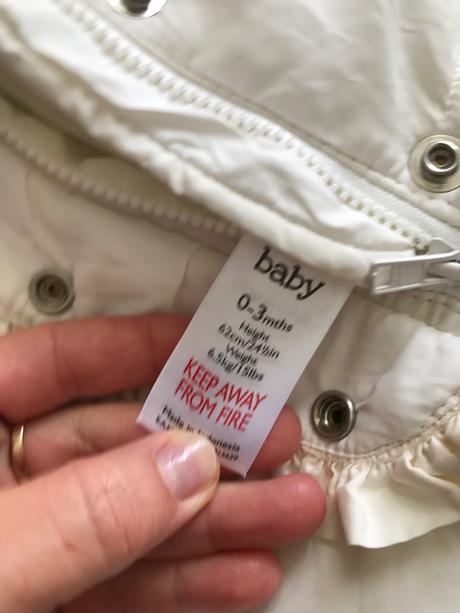 baby
0-3mths
Height
62cm/24½in
Weight
6.5kg/15lbs
KEEP AWAY
FROM FIRE
Made in Indonesia